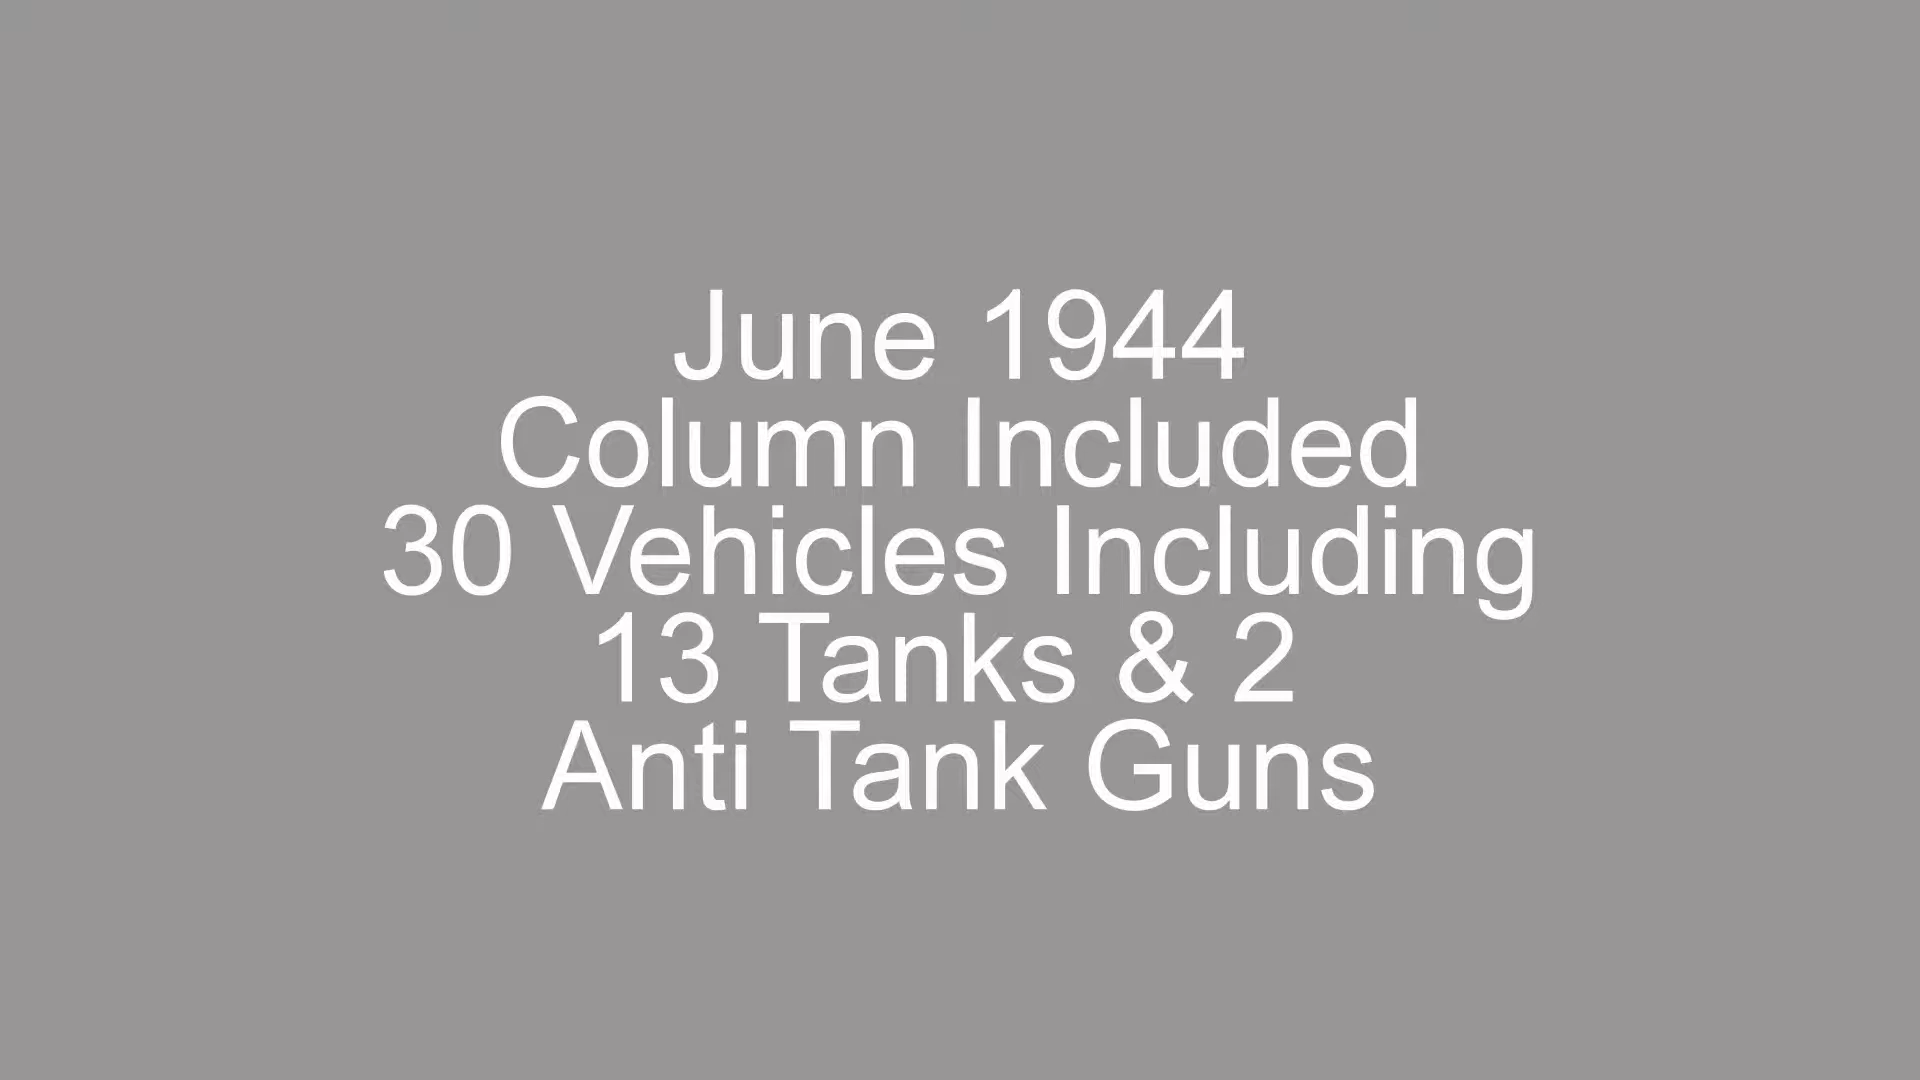 June 1944
Column Included
30 Vehicles Including
13 Tanks & 2
Anti Tank Guns